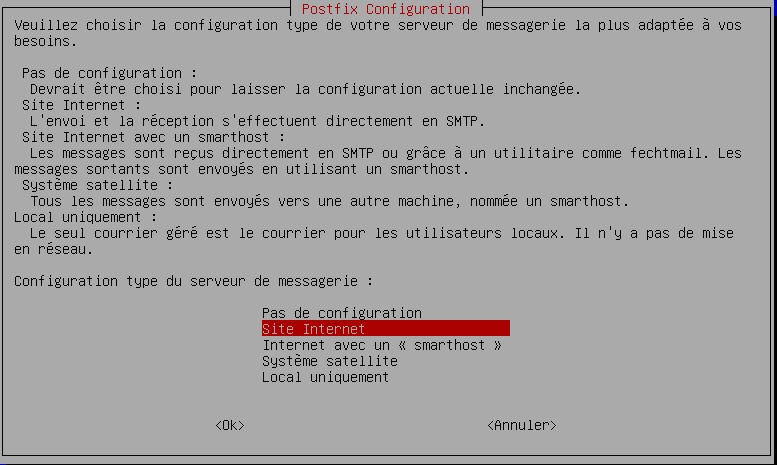 Postfix Configuration
Veuillez choisir la configuration type de votre serveur de messagerie la plus adaptée à vos
besoins.
Pas de configuration :
Devrait être choisi pour laisser la configuration actuelle inchangée.
Site Internet :
L'envoi et la réception s'effectuent directement en SMTP.
Site Internet avec un smarthost :
Les messages sont reçus directement en SMTP ou grâce à un utilitaire comme fechtmail. Les
messages sortants sont envoyés en utilisant un smarthost.
Système satellite :
Tous les messages sont envoyés vers une autre machine, nommée un smarthost.
Local uniquement :
Le seul courrier géré est le courrier pour les utilisateurs locaux. Il n'y a pas de mise
en réseau.
Configuration type du serveur de messagerie :
Pas de configuration
Site Internet
Internet avec un « smarthost »
Système satellite
Local uniquement
<Ok> <Annuler>